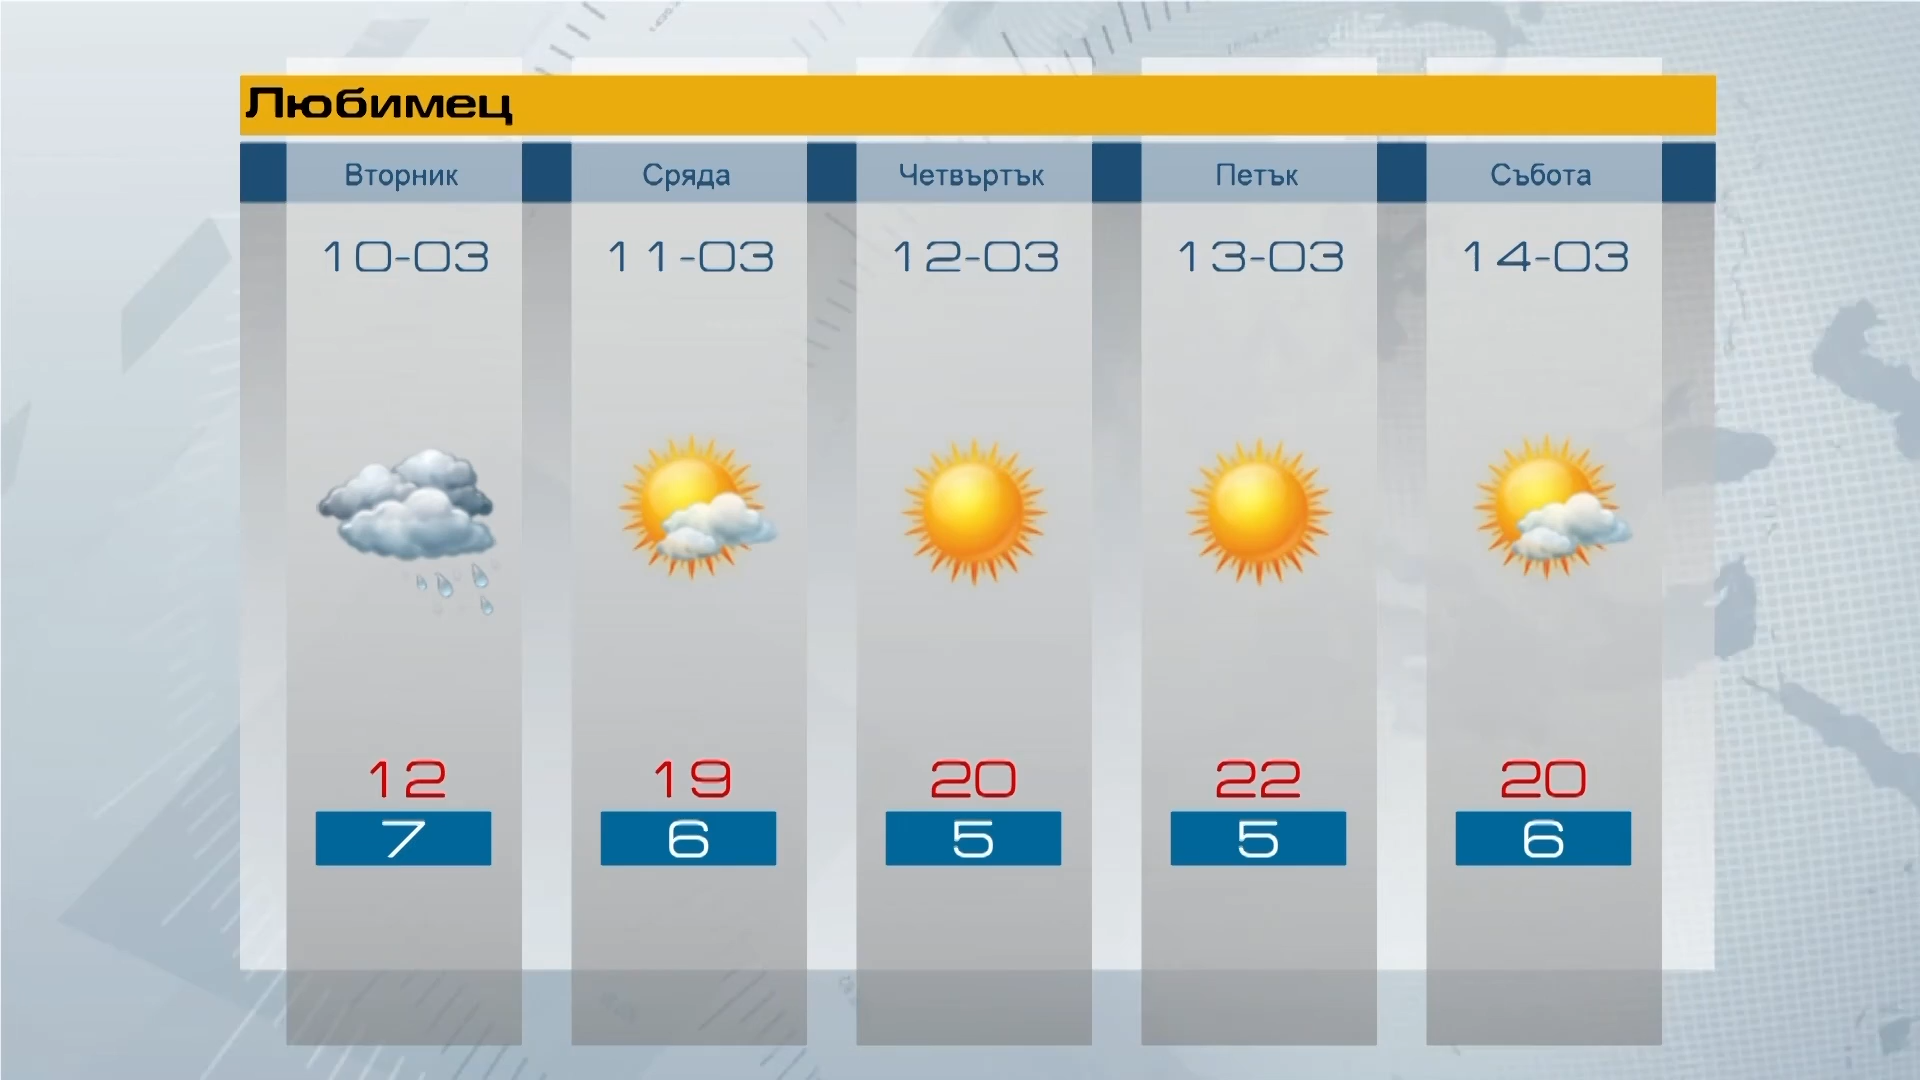 Любимец
Вторник Сряда Четвъртък Петък Събота
10-03 11-03 12-03 13-03 14-03
12 19 20 22 20
7 6 5 5 6